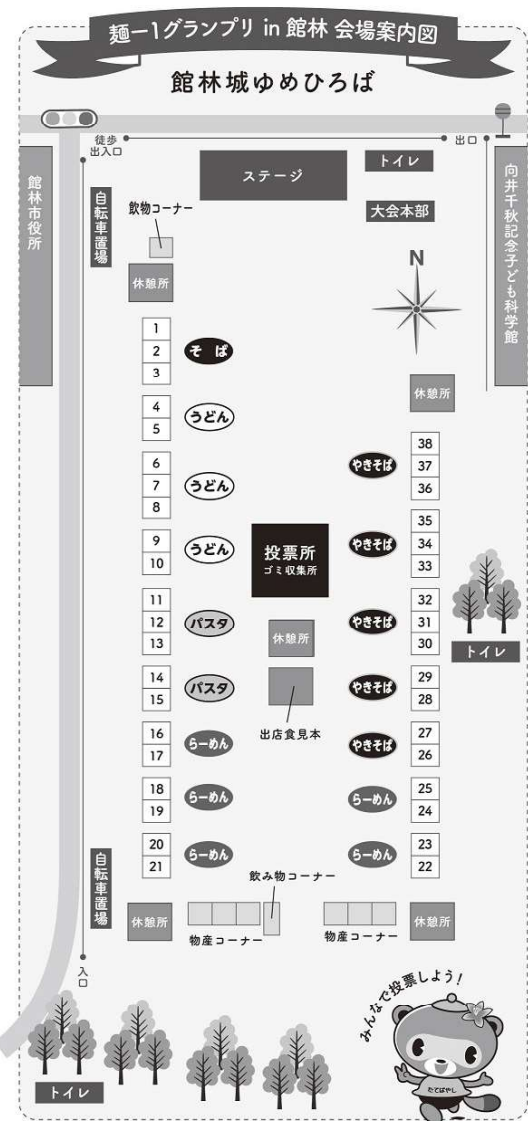 麺ー1グランプリ in 館林 会場案内図
館林城ゆめひろば
徒歩
出入口
出口
ステージ
トイレ
大会本部
館林市役所
自転車置場
飲物コーナー
休憩所
向井千秋記念子ども科学館
N
休憩所
1
2
3
そば
4
5
うどん
6
7
8
うどん
9
10
うどん
11
12
13
パスタ
14
15
パスタ
16
17
らーめん
18
19
らーめん
20
21
らーめん
投票所
ゴミ収集所
休憩所
出店食見本
38
37
36
やきそば
35
34
33
やきそば
32
31
30
やきそば
29
28
やきそば
27
26
やきそば
25
24
らーめん
23
22
らーめん
トイレ
自転車置場
飲み物コーナー
休憩所
物産コーナー
物産コーナー
休憩所
入口
みんなで投票しよう!
たてばやし
トイレ